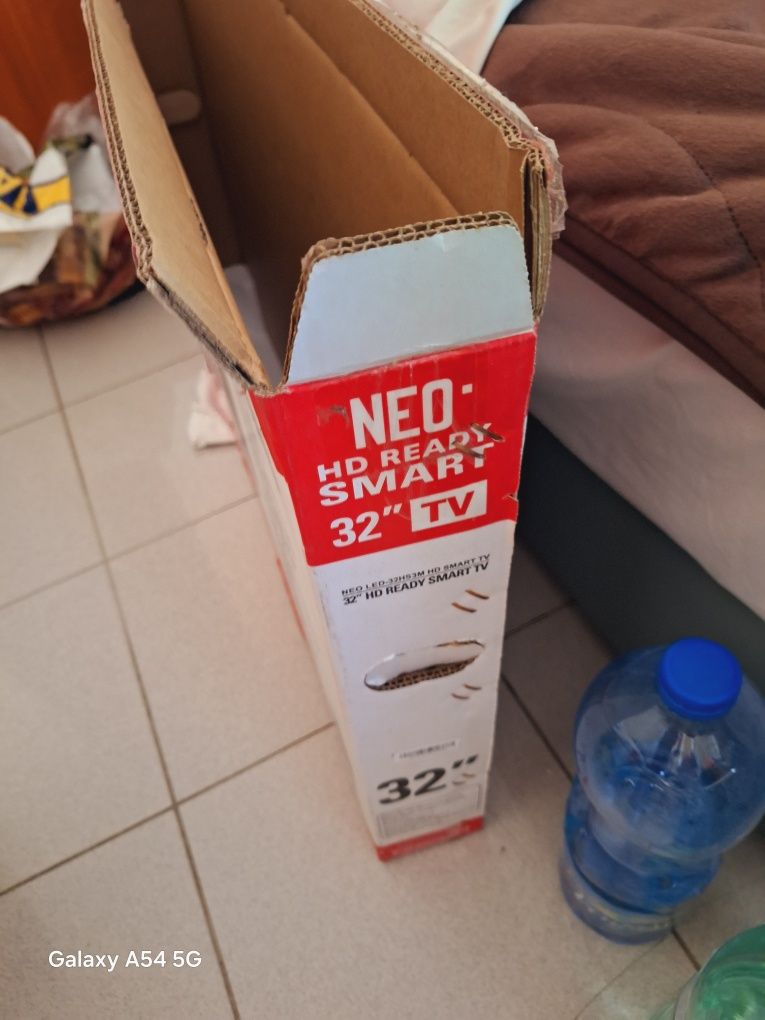 NEO·
HD READY
SMART
32" TV
NEO LED-32HS3M HD SMART TV
32" HD READY SMART TV
32"
Galaxy A54 5G